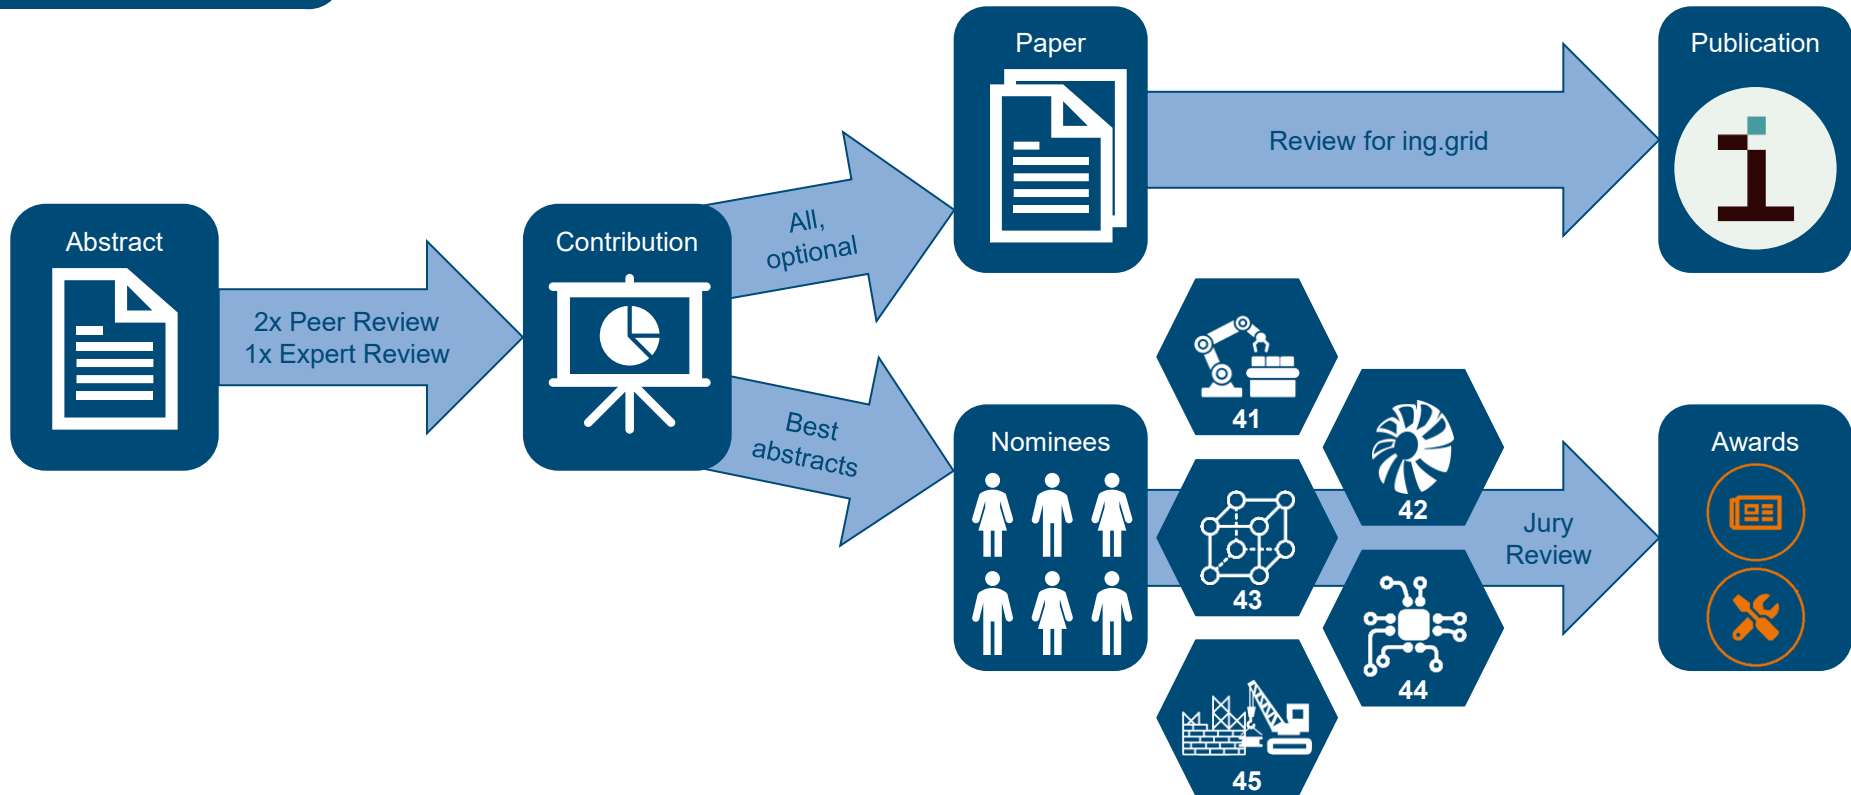 Abstract
2x Peer Review
1x Expert Review
Contribution
All,
optional
Paper
Review for ing.grid
Publication
Best
abstracts
Nominees
41
42
43
44
45
Jury
Review
Awards